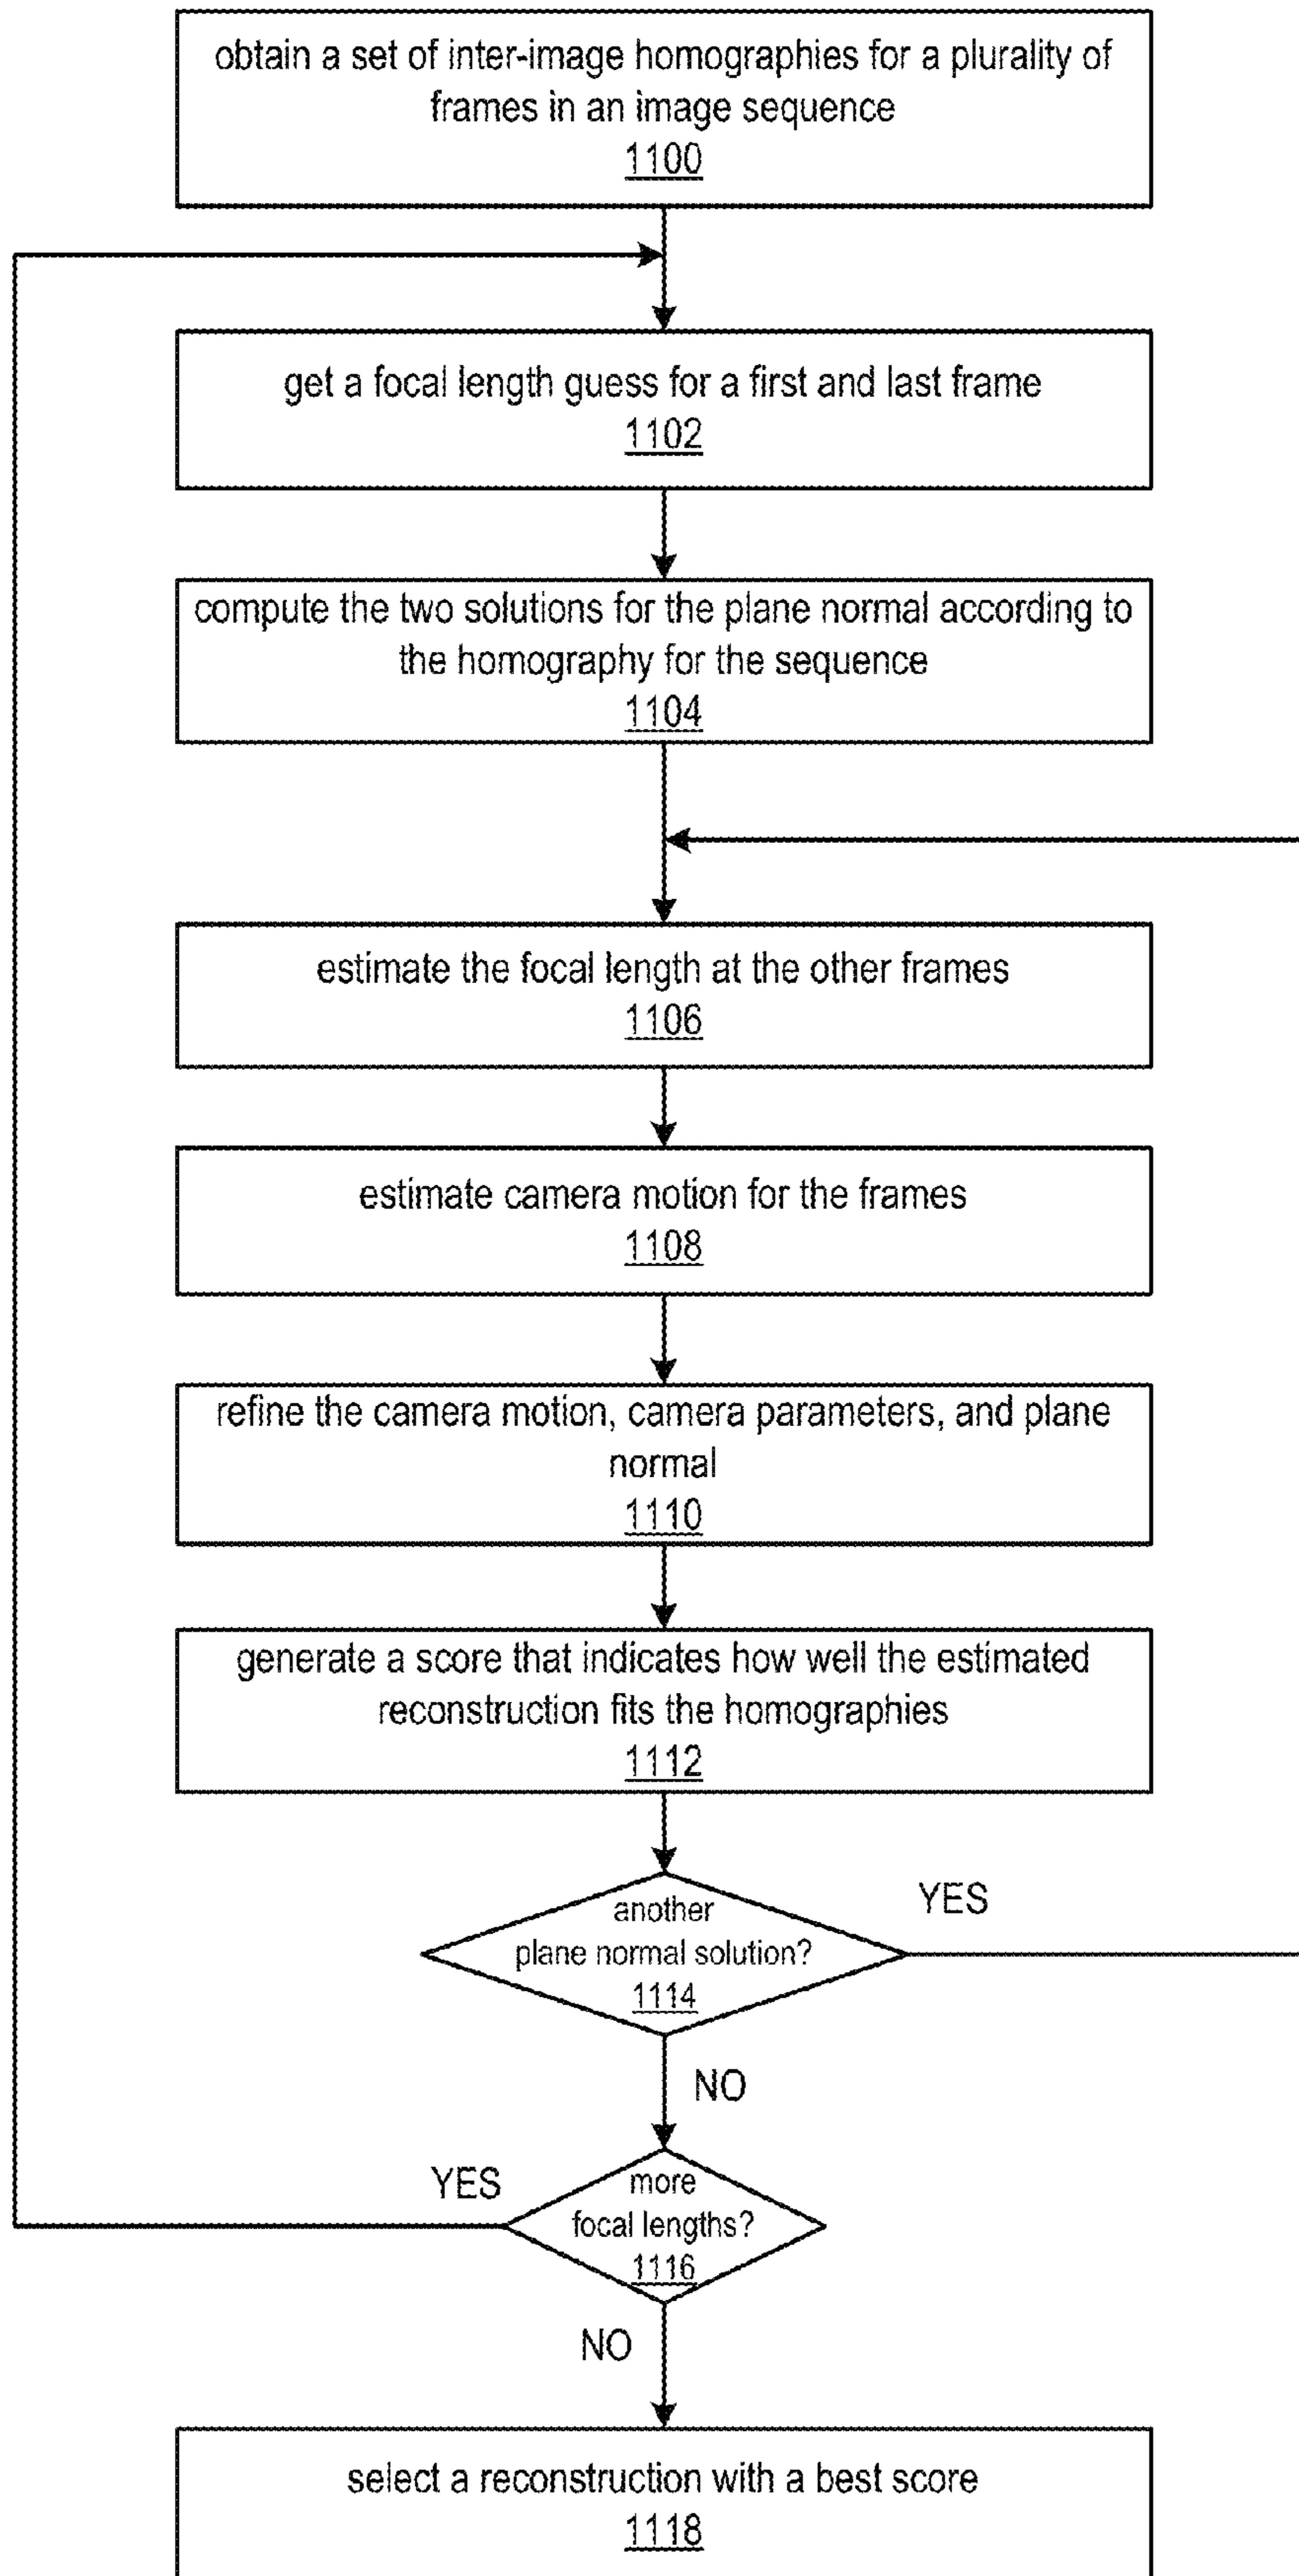 obtain a set of inter-image homographies for a plurality of
frames in an image sequence
1100
get a focal length guess for a first and last frame
1102
compute the two solutions for the plane normal according to
the homography for the sequence
1104
estimate the focal length at the other frames
1106
estimate camera motion for the frames
1108
refine the camera motion, camera parameters, and plane
normal
1110
generate a score that indicates how well the estimated
reconstruction fits the homographies
1112
another
plane normal solution?
1114
YES
NO
more
focal lengths?
1116
YES
NO
select a reconstruction with a best score
1118